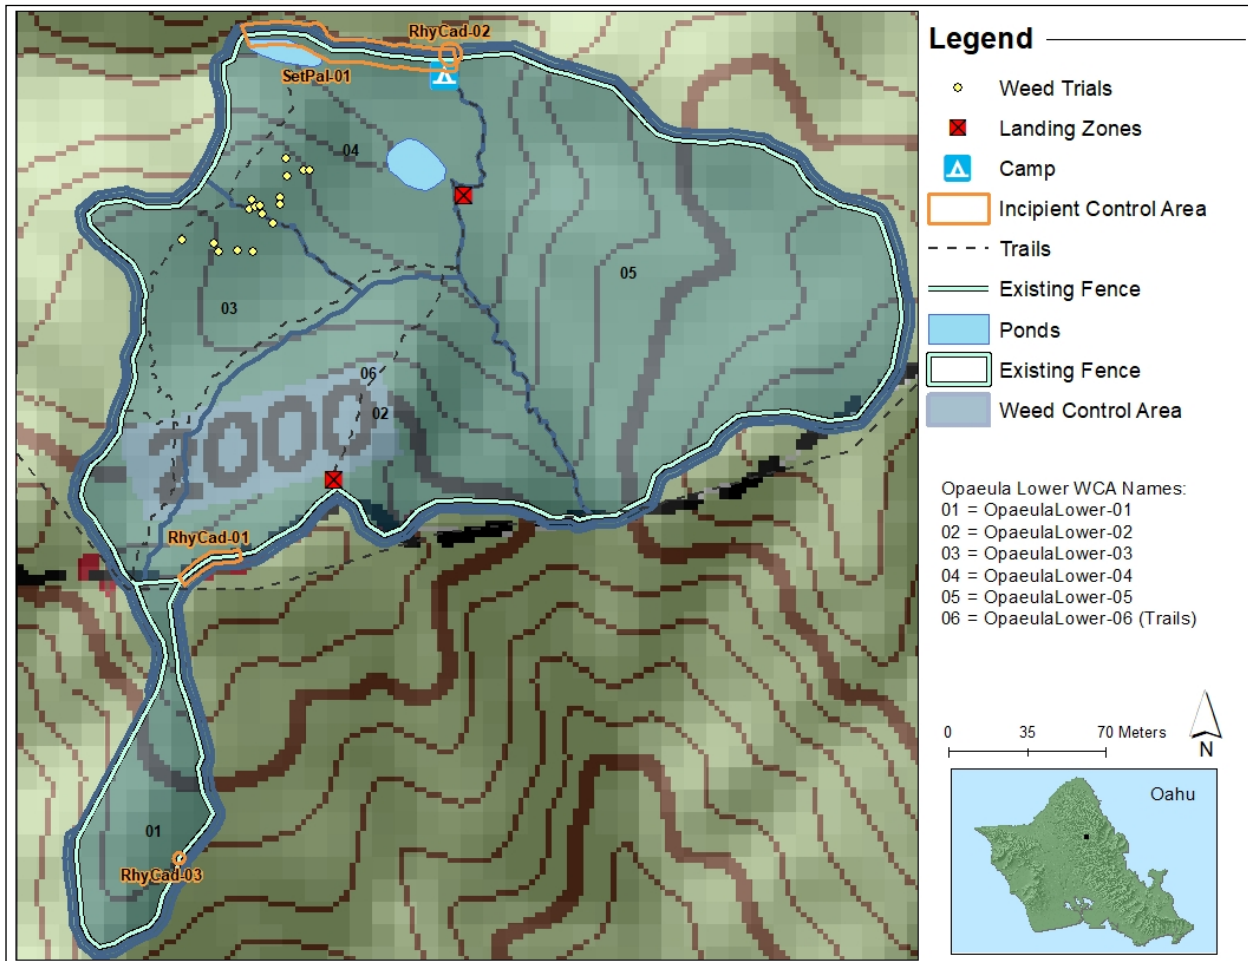 RhyCad-02
SetPal-01
04
05
03
06
02
2000
RhyCad-01
01
RhyCad-03
Legend
Weed Trials
Landing Zones
Camp
Incipient Control Area
Trails
Existing Fence
Ponds
Existing Fence
Weed Control Area
Opaeula Lower WCA Names:
01 = OpaeulaLower-01
02 = OpaeulaLower-02
03 = OpaeulaLower-03
04 = OpaeulaLower-04
05 = OpaeulaLower-05
06 = OpaeulaLower-06 (Trails)
0 35 70 Meters
N
Oahu